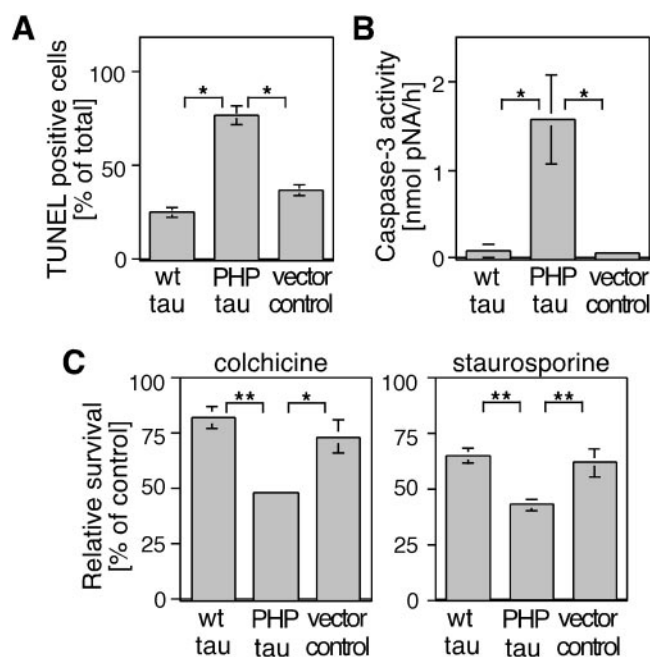 A
TUNEL positive cells
[% of total]
100
50
0
*
*
wt
tau
PHP
tau
vector
control
B
Caspase-3 activity
[nmol pNA/h]
2
1
0
*
*
wt
tau
PHP
tau
vector
control
C
colchicine
Relative survival
[% of control]
100
75
50
25
0
**
*
wt
tau
PHP
tau
vector
control
staurosporine
100
75
50
25
0
**
**
wt
tau
PHP
tau
vector
control